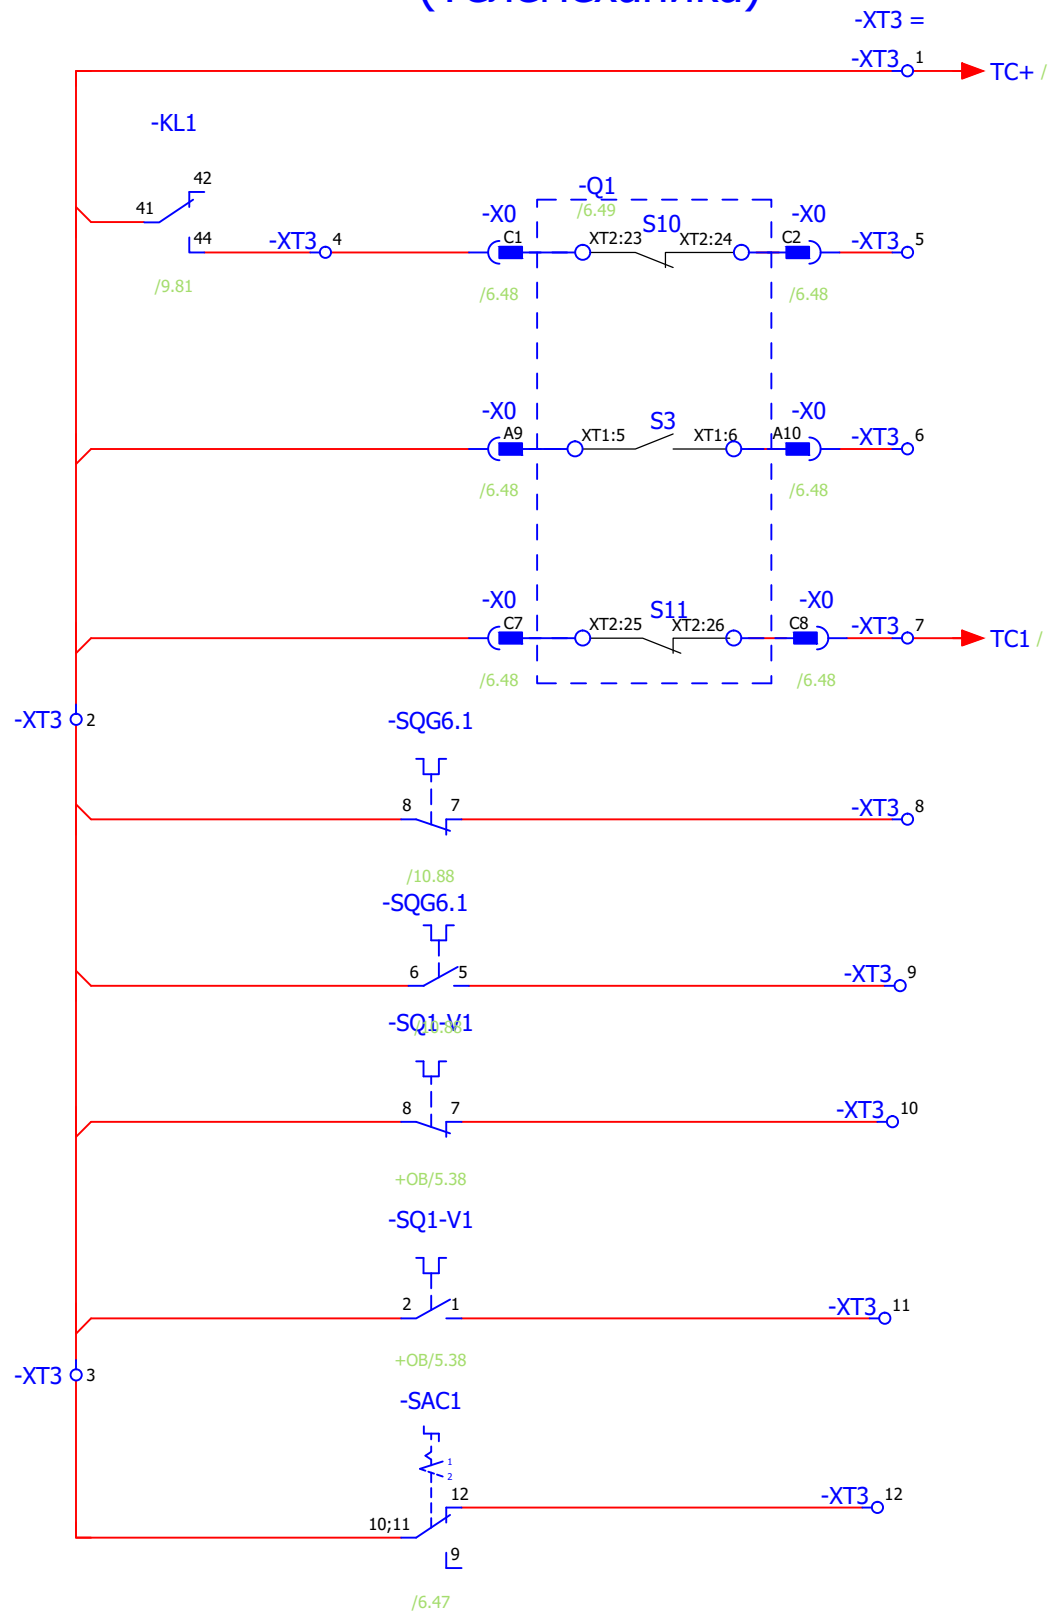 (Телемеханика)
-XT3 =
-XT3 1 TC+ /
-KL1
42
41
-Q1
/6.49
44 -XT3 4 -X0 C1 XT2:23 S10 XT2:24 -X0 C2 -XT3 5
/9.81 /6.48 /6.48
-X0 A9 XT1:5 S3 XT1:6 -X0 A10 -XT3 6
/6.48 /6.48
-X0 C7 XT2:25 S11 XT2:26 -X0 C8 -XT3 7 TC1 /
/6.48 /6.48
-XT3 2
-SQG6.1
8 7 -XT3 8
/10.88
-SQG6.1
6 5 -XT3 9
/10.88
-SQ1-V1
8 7 -XT3 10
+OB/5.38
-SQ1-V1
2 1 -XT3 11
+OB/5.38
-XT3 3
-SAC1
1
2
12 -XT3 12
10;11
9
/6.47